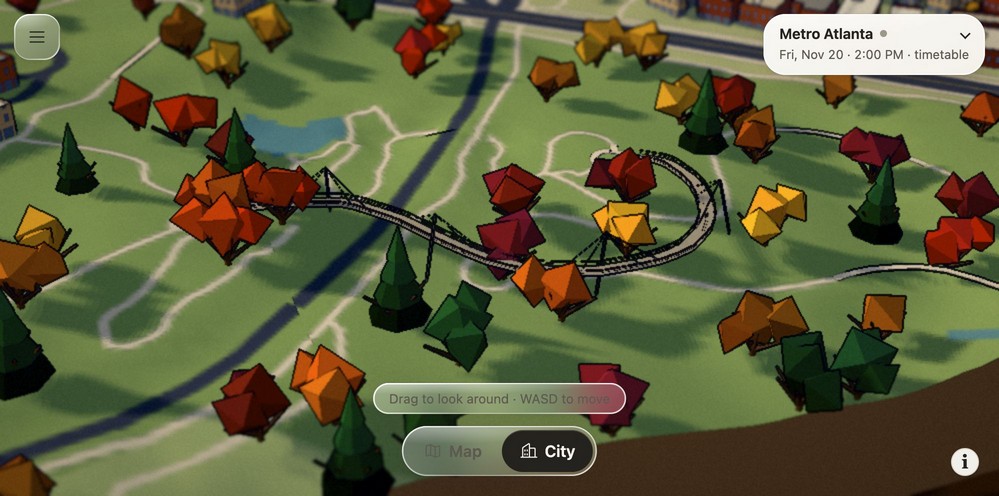 Metro Atlanta
Fri, Nov 20 · 2:00 PM · timetable
Drag to look around · WASD to move
Map
City